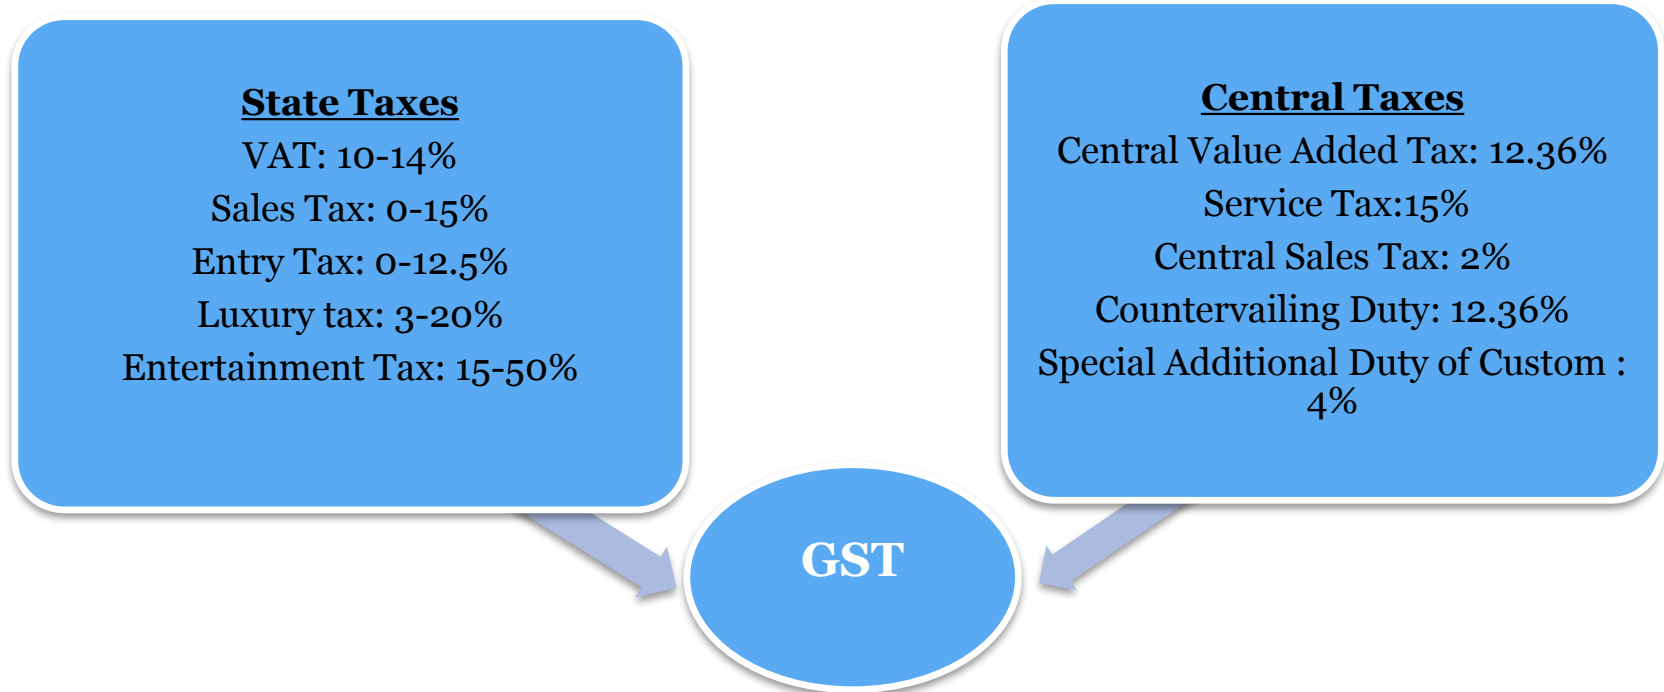 State Taxes
VAT: 10-14%
Sales Tax: 0-15%
Entry Tax: 0-12.5%
Luxury tax: 3-20%
Entertainment Tax: 15-50%
Central Taxes
Central Value Added Tax: 12.36%
Service Tax:15%
Central Sales Tax: 2%
Countervailing Duty: 12.36%
Special Additional Duty of Custom :
4%
GST